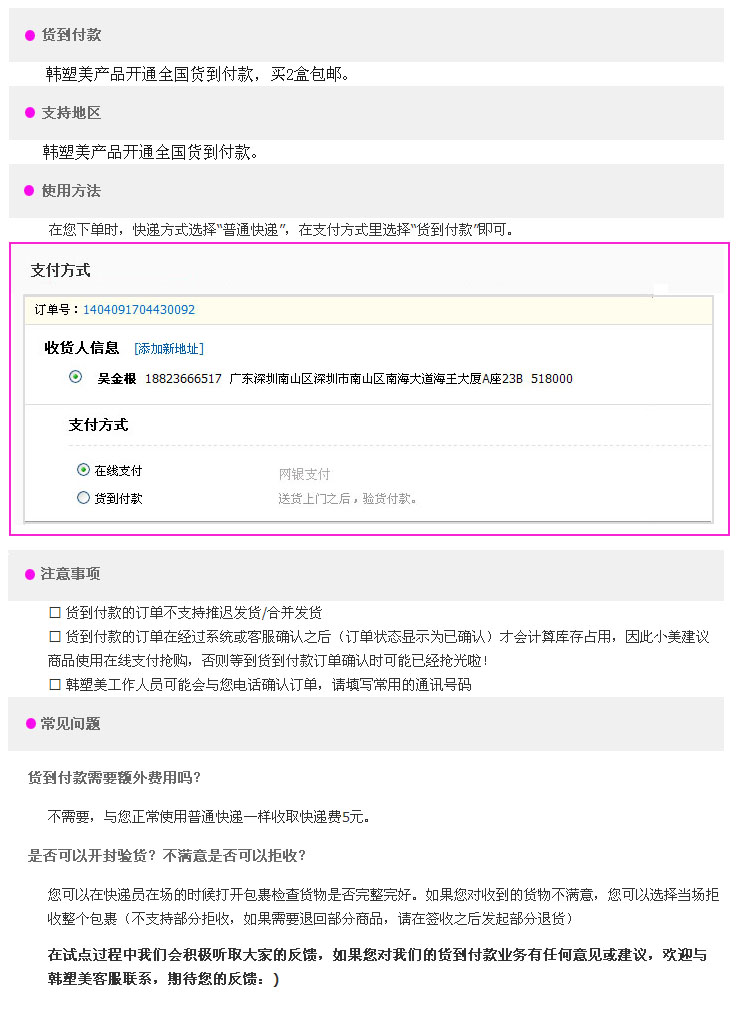 货到付款
韩塑美产品开通全国货到付款，买2盒包邮。
支持地区
韩塑美产品开通全国货到付款。
使用方法
在您下单时，快递方式选择“普通快递”，在支付方式里选择“货到付款”即可。
支付方式
订单号：1404091704430092
收货人信息 [添加新地址]
吴金根 18823666517 广东深圳南山区深圳市南山区南海大道海王大厦A座23B 518000
支付方式
在线支付 网银支付
货到付款 送货上门之后，验货付款。
注意事项
货到付款的订单不支持推迟发货/合并发货
货到付款的订单在经过系统或客服确认之后（订单状态显示为已确认）才会计算库存占用，因此小美建议
商品使用在线支付抢购，否则等到货到付款订单确认时可能已经抢光啦！
韩塑美工作人员可能会与您电话确认订单，请填写常用的通讯号码
常见问题
货到付款需要额外费用吗？
不需要，与您正常使用普通快递一样收取快递费5元。
是否可以开封验货？不满意是否可以拒收？
您可以在快递员在场的时候打开包裹检查货物是否完整完好。如果您对收到的货物不满意，您可以选择当场拒
收整个包裹（不支持部分拒收，如果需要退回部分商品，请在签收之后发起部分退货）
在试点过程中我们会积极听取大家的反馈，如果您对我们的货到付款业务有任何意见或建议，欢迎与
韩塑美客服联系，期待您的反馈：)